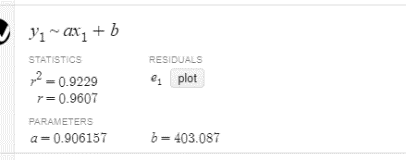 y₁ ~ ax₁ + b
STATISTICS RESIDUALS
r² = 0.9229 e₁ plot
r = 0.9607
PARAMETERS
a = 0.906157 b = 403.087